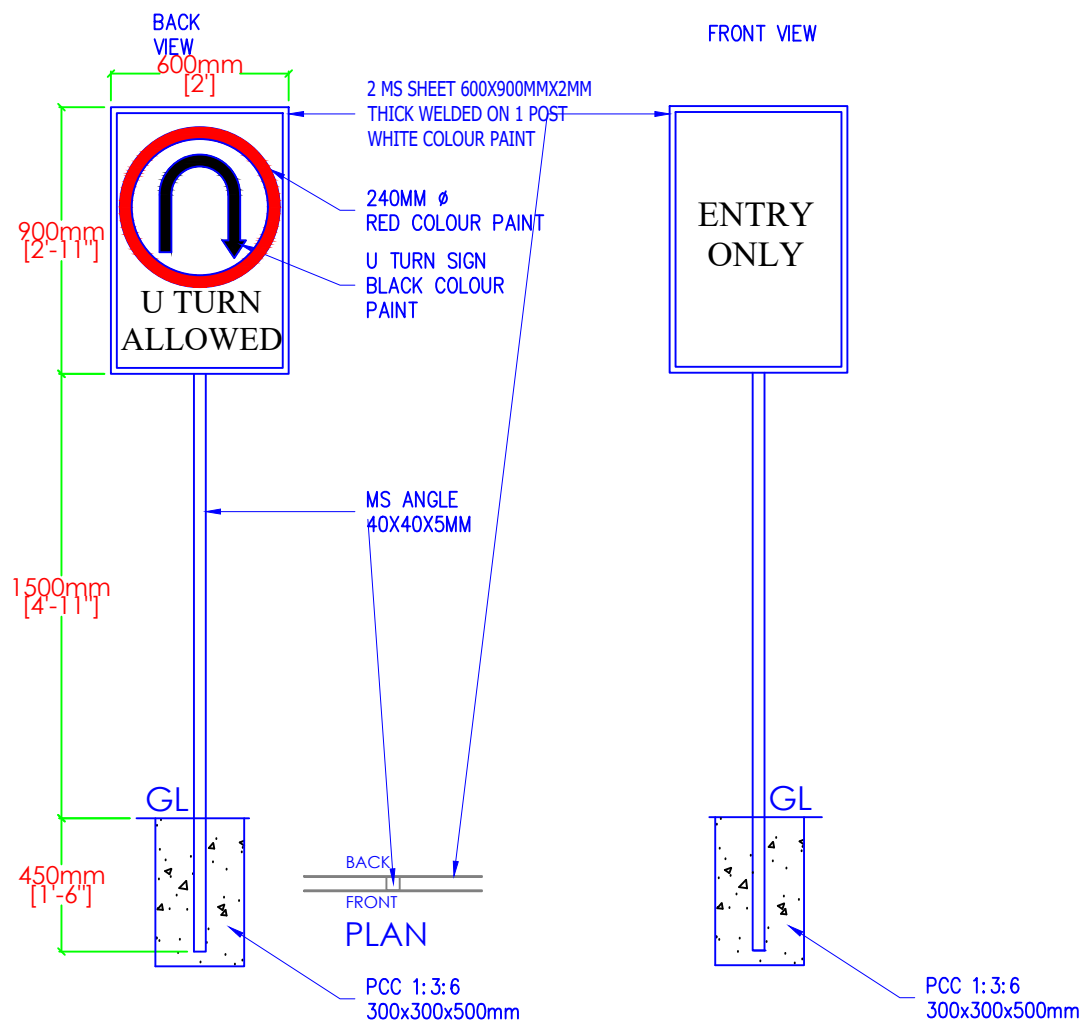 BACK
VIEW
FRONT VIEW
600mm
[2']
2 MS SHEET 600X900MMX2MM
THICK WELDED ON 1 POST
WHITE COLOUR PAINT
240MM ø
RED COLOUR PAINT
U TURN SIGN
BLACK COLOUR
PAINT
900mm
[2'-11"]
U TURN
ALLOWED
ENTRY
ONLY
MS ANGLE
40X40X5MM
1500mm
[4'-11"]
GL
GL
450mm
[1'-6"]
BACK
FRONT
PLAN
PCC 1:3:6
300x300x500mm
PCC 1:3:6
300x300x500mm